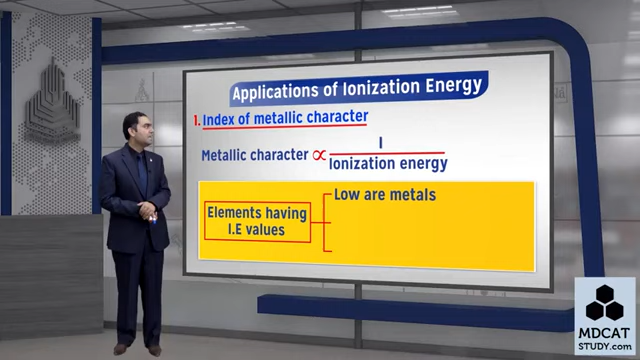 Applications of Ionization Energy
1. Index of metallic character
Metallic character ∝ 1
Ionization energy
Low are metals
Elements having
I.E values
MDCAT
STUDY.com